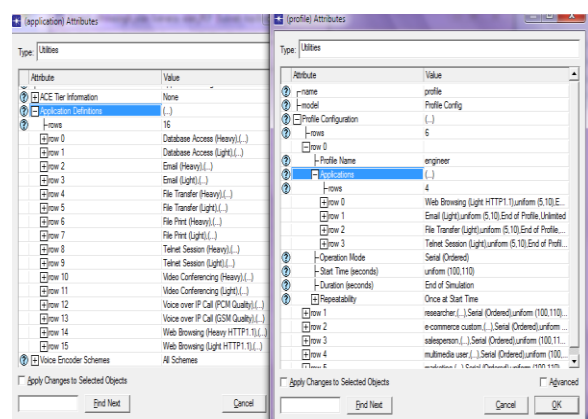 (application) Attributes
Type: Utilities
Attribute Value
ACE Tier Information None
Application Definitions (...)
rows 16
row 0 Database Access (Heavy),(...)
row 1 Database Access (Light),(...)
row 2 Email (Heavy),(...)
row 3 Email (Light),(...)
row 4 File Transfer (Heavy),(...)
row 5 File Transfer (Light),(...)
row 6 File Print (Heavy),(...)
row 7 File Print (Light),(...)
row 8 Telnet Session (Heavy),(...)
row 9 Telnet Session (Light),(...)
row 10 Video Conferencing (Heavy),(...)
row 11 Video Conferencing (Light),(...)
row 12 Voice over IP Call (PCM Quality),(...)
row 13 Voice over IP Call (GSM Quality),(...)
row 14 Web Browsing (Heavy HTTP1.1),(...)
row 15 Web Browsing (Light HTTP1.1),(...)
Voice Encoder Schemes All Schemes
Apply Changes to Selected Objects
Find Next Cancel
(profile) Attributes
Type: Utilities
Attribute Value
name profile
model Profile Config
Profile Configuration (...)
rows 6
row 0
Profile Name engineer
Applications (...)
rows 4
row 0 Web Browsing (Light HTTP1.1),uniform (5,10),E...
row 1 Email (Light),uniform (5,10),End of Profile,Unlimited
row 2 File Transfer (Light),uniform (5,10),End of Profile,...
row 3 Telnet Session (Light),uniform (5,10),End of Profil...
Operation Mode Serial (Ordered)
Start Time (seconds) uniform (100,110)
Duration (seconds) End of Simulation
Repeatability Once at Start Time
row 1 researcher,(...),Serial (Ordered),uniform (100,110)...
row 2 e-commerce custom,(...),Serial (Ordered),uniform ...
row 3 salesperson,(...),Serial (Ordered),uniform (100,11...
row 4 multimedia user,(...),Serial (Ordered),uniform (100,...
Apply Changes to Selected Objects Advanced
Find Next Cancel OK